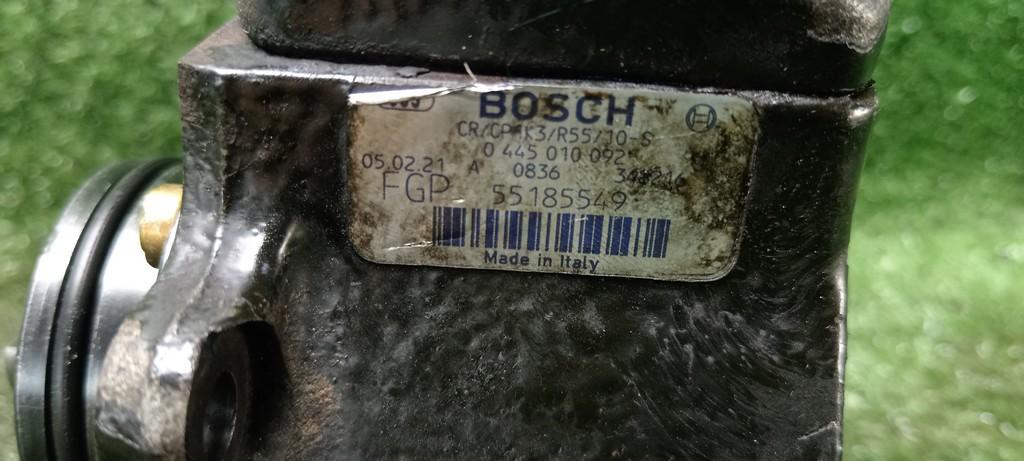 BOSCH
CR/CP1K3/R55/10-S
0 445 010 092
05.02.21 A 0836
FGP 55185549
Made in Italy